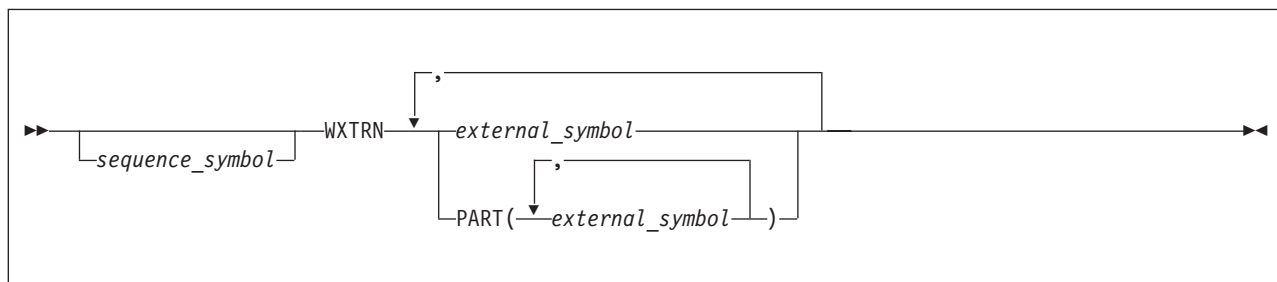 ,
WXTRN external_symbol
sequence_symbol
,
PART( external_symbol )